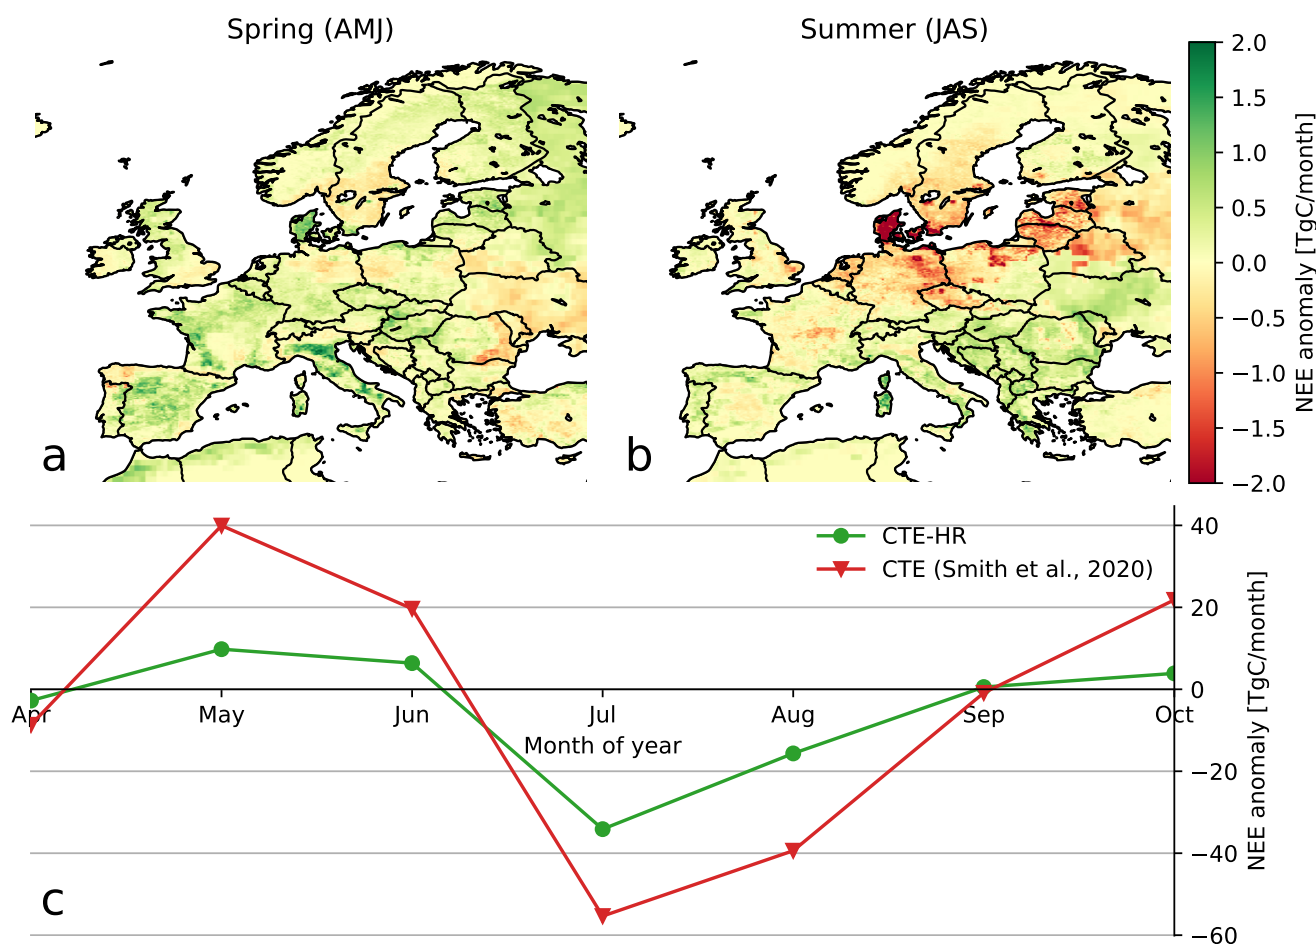 Spring (AMJ)
Summer (JAS)
a
b
2.0
1.5
1.0
0.5
0.0
−0.5
−1.0
−1.5
−2.0
NEE anomaly [TgC/month]
CTE-HR
CTE (Smith et al., 2020)
40
20
0
−20
−40
−60
NEE anomaly [TgC/month]
Apr
May
Jun
Jul
Aug
Sep
Oct
Month of year
c